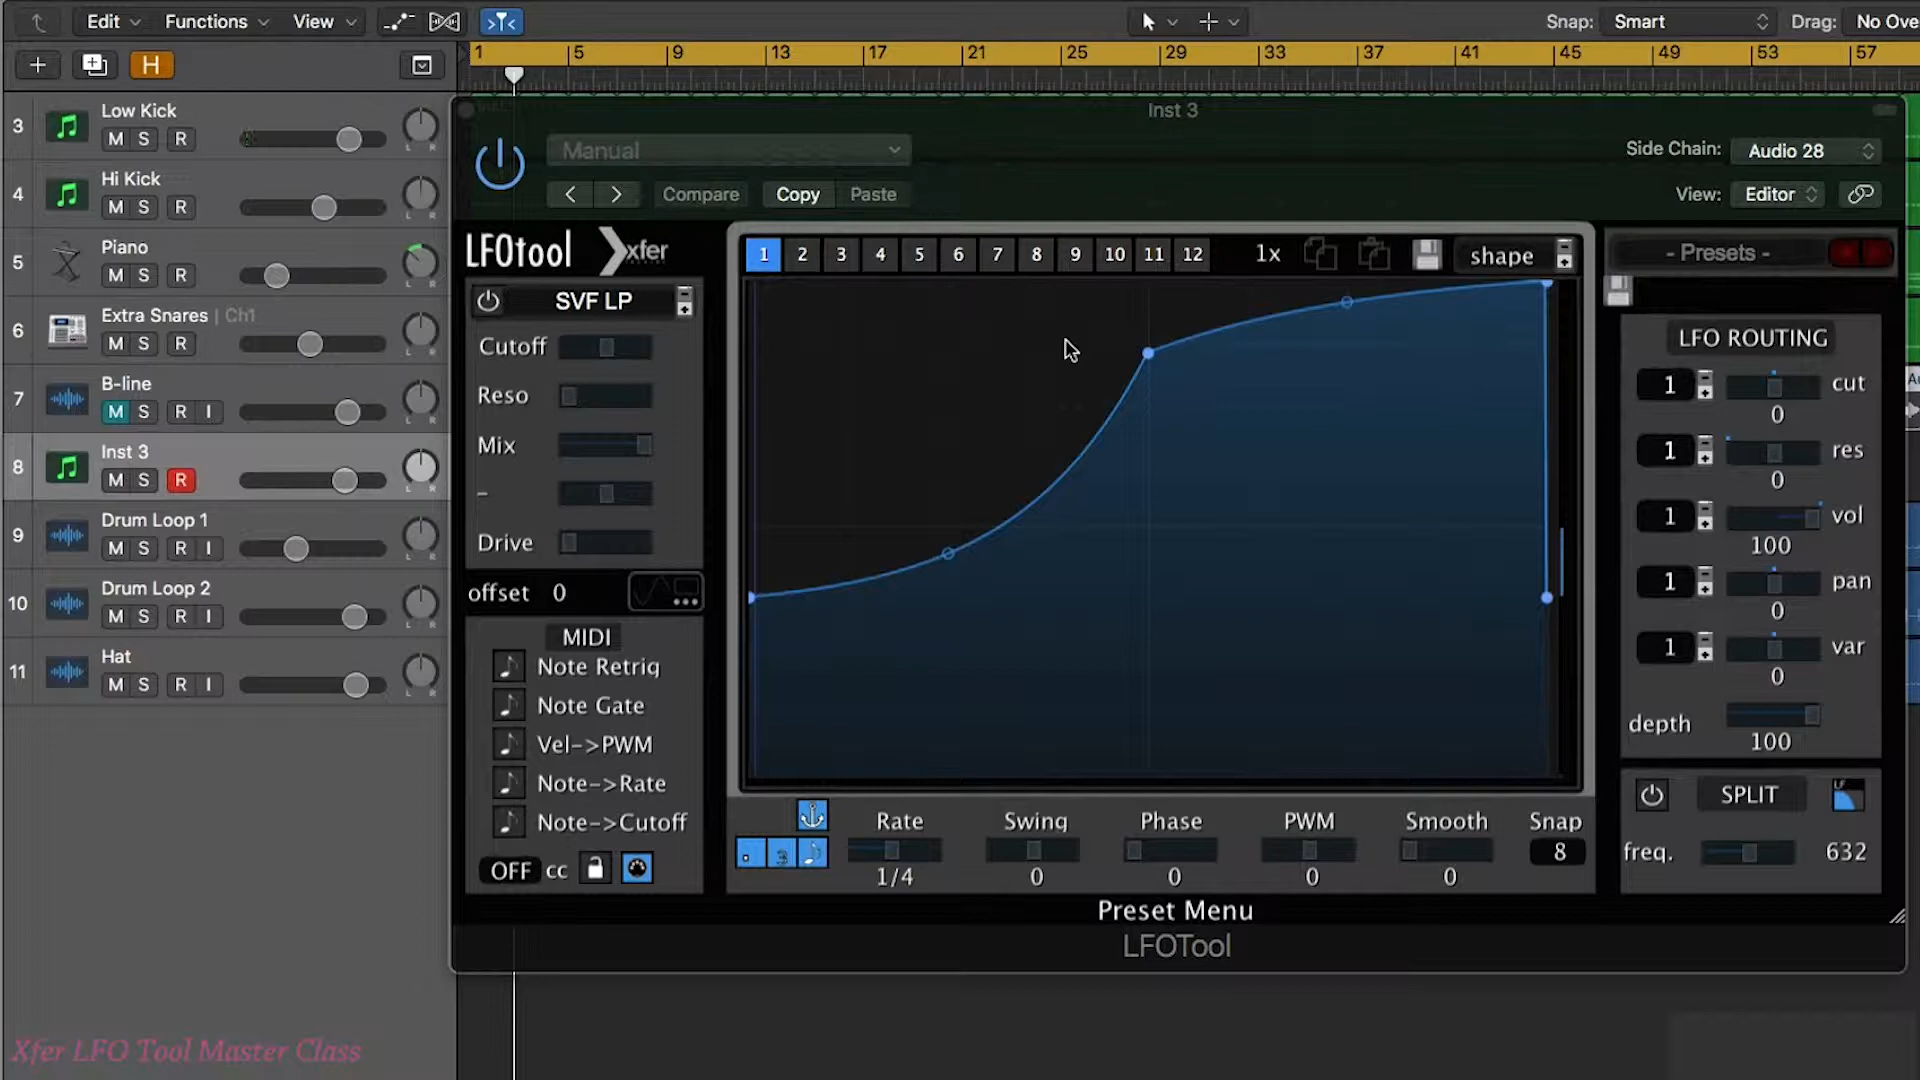 Edit Functions View Snap: Smart Drag: No Ove
1 5 9 13 17 21 25 29 33 37 41 45 49 53 57
H
Inst 3
3 Low Kick
M S R
4 Hi Kick
M S R
5 Piano
M S R
6 Extra Snares | Ch1
M S R
7 B-line
M S R I
8 Inst 3
M S R
9 Drum Loop 1
M S R I
10 Drum Loop 2
M S R I
11 Hat
M S R I
L R
Manual
Side Chain: Audio 28
< > Compare Copy Paste
View: Editor
LFOtool xfer
1 2 3 4 5 6 7 8 9 10 11 12 1x shape
- Presets -
SVF LP
Cutoff
Reso
Mix
-
Drive
offset 0
MIDI
Note Retrig
Note Gate
Vel->PWM
Note->Rate
Note->Cutoff
OFF cc
LFO ROUTING
1 cut
0
1 res
0
1 vol
100
1 pan
0
1 var
0
depth
100
SPLIT
LF
freq. 632
3
Rate Swing Phase PWM Smooth Snap
1/4 0 0 0 0 8
Preset Menu
LFOTool
Xfer LFO Tool Master Class